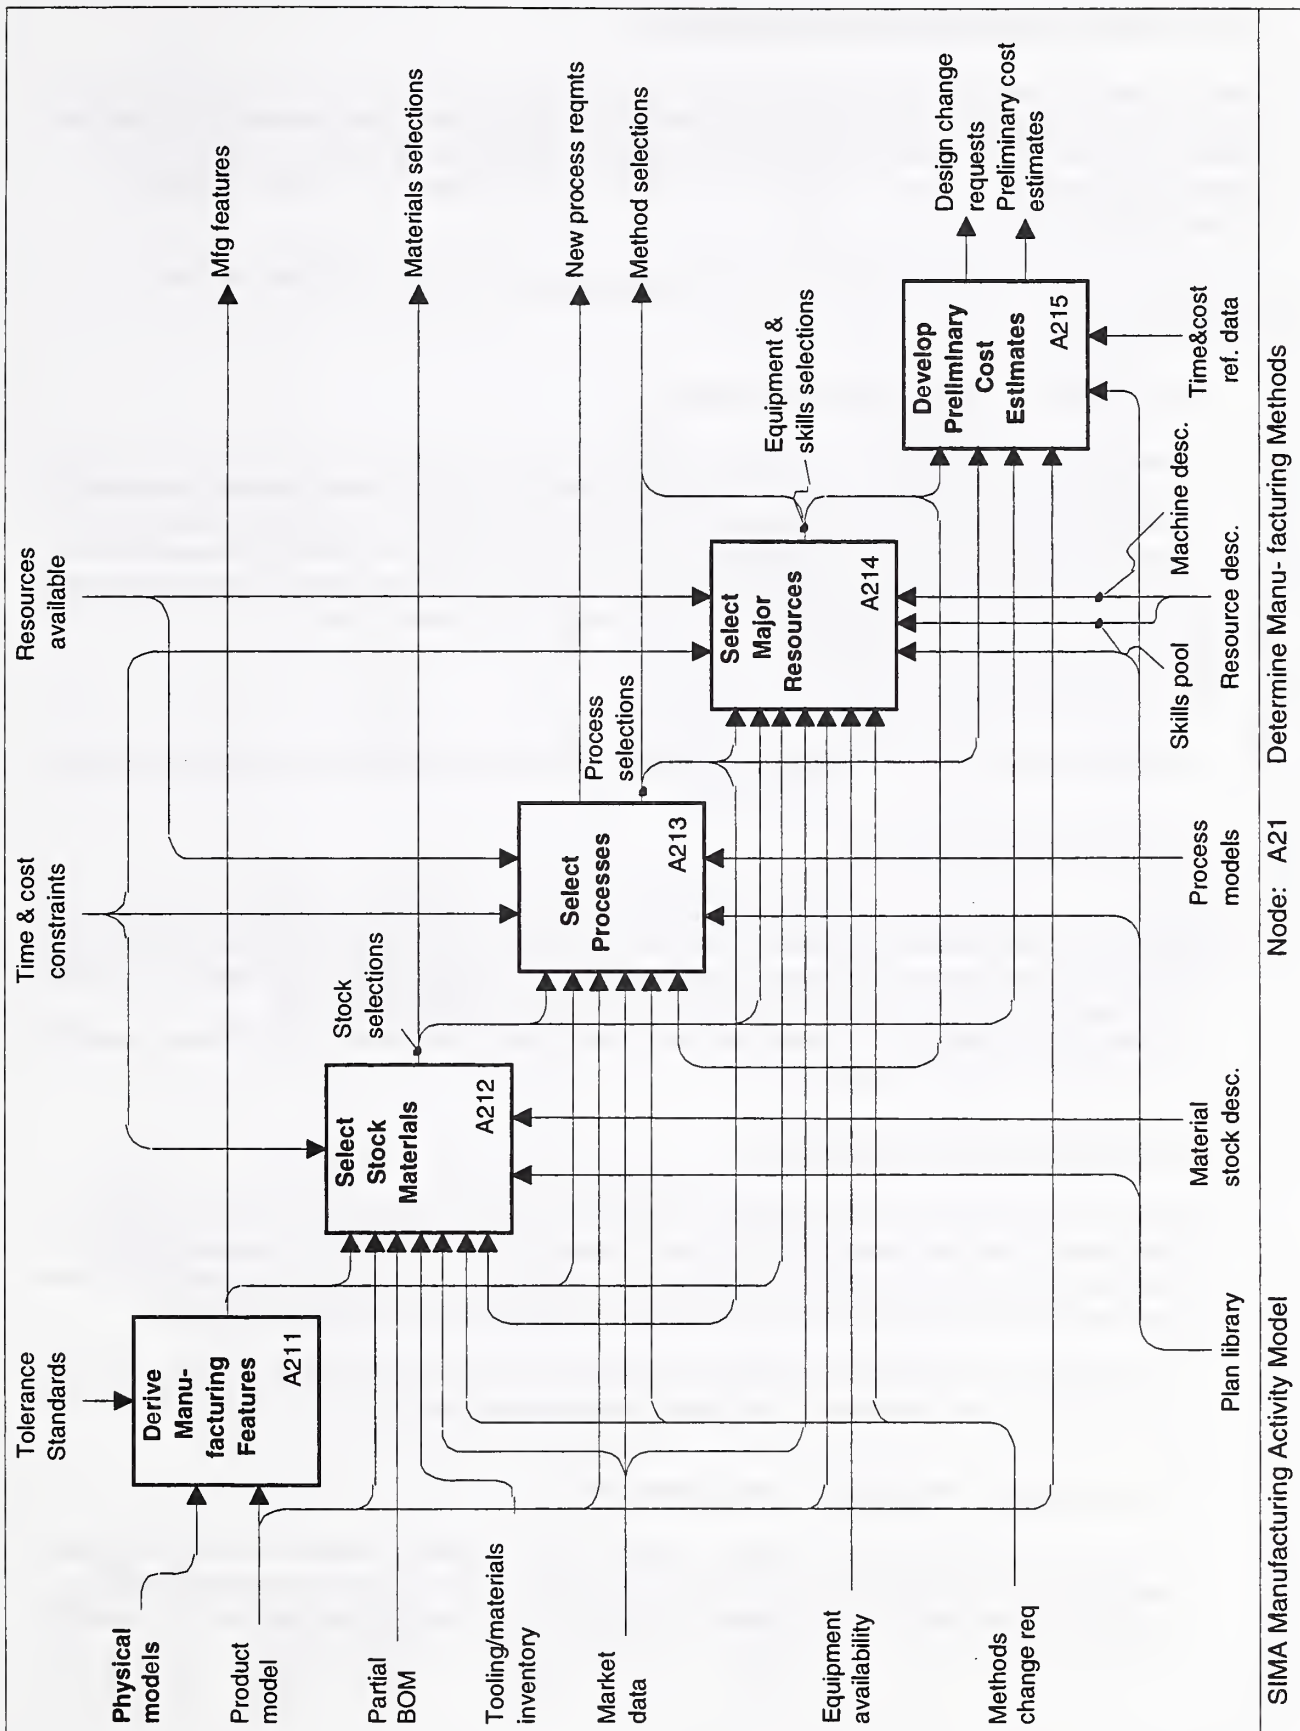 Tolerance
Standards
Time & cost
constraints
Resources
available
Physical
models
Product
model
Partial
BOM
Tooling/materials
inventory
Market
data
Equipment
availability
Methods
change req
Derive
Manu-
facturing
Features
A211
Select
Stock
Materials
A212
Stock
selections
Select
Processes
A213
Process
selections
Select
Major
Resources
A214
Equipment &
skills selections
Develop
Preliminary
Cost
Estimates
A215
Mfg features
Materials selections
New process reqmts
Method selections
Design change
requests
Preliminary cost
estimates
Plan library
Material
stock desc.
Process
models
Skills pool
Resource desc.
Machine desc.
Time&cost
ref. data
SIMA Manufacturing Activity Model
Node: A21 Determine Manu- facturing Methods